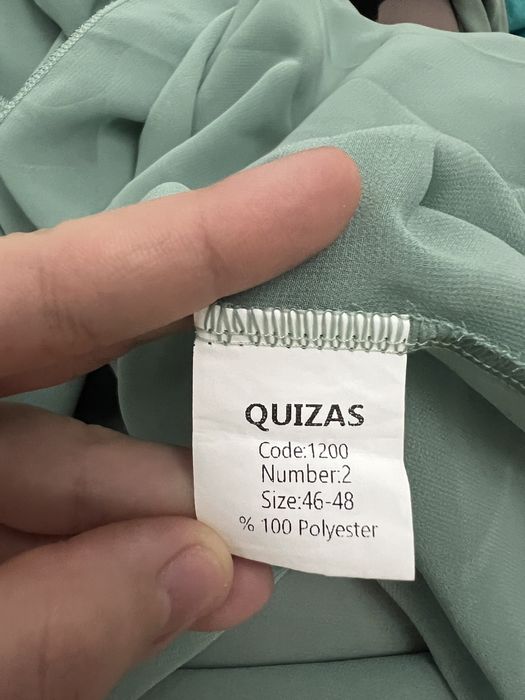 QUIZAS
Code:1200
Number:2
Size:46-48
% 100 Polyester